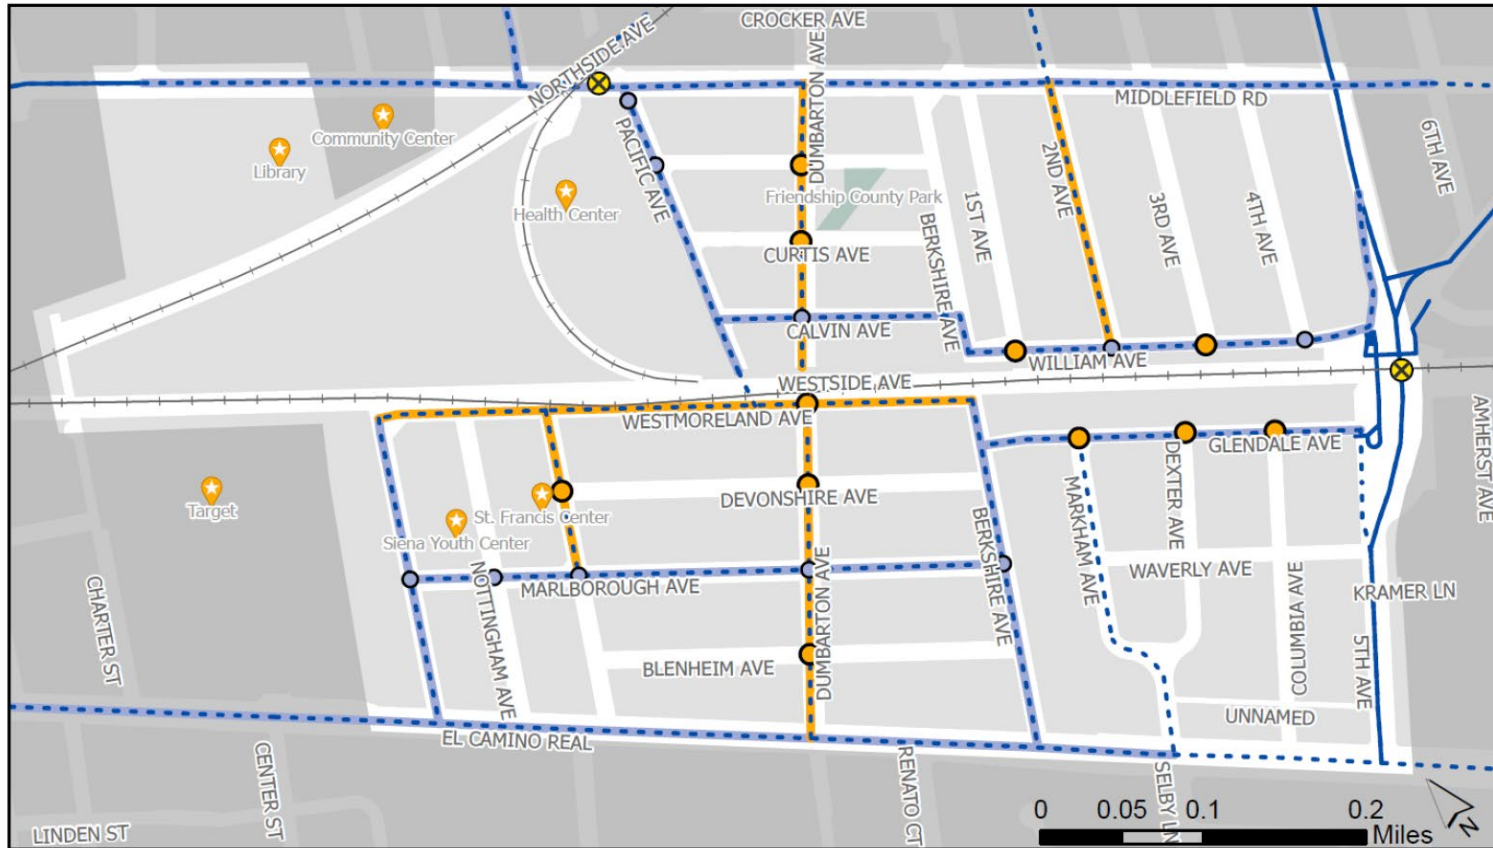 CROCKER AVE
NORTHSIDE AVE
DUMBARTON AVE
MIDDLEFIELD RD
Community Center
Library
PACIFIC AVE
2ND AVE
6TH AVE
Health Center
Friendship County Park
1ST AVE
3RD AVE
4TH AVE
BERKSHIRE AVE
CURTIS AVE
CALVIN AVE
WILLIAM AVE
WESTSIDE AVE
WESTMORELAND AVE
GLENDALE AVE
AMHERST AVE
DEVONSHIRE AVE
DEXTER AVE
Target
St. Francis Center
Siena Youth Center
MARKHAM AVE
BERKSHIRE AVE
WAVERLY AVE
CHARTER ST
NOTTINGHAM AVE
MARLBOROUGH AVE
DUMBARTON AVE
COLUMBIA AVE
KRAMER LN
BLENHEIM AVE
5TH AVE
UNNAMED
EL CAMINO REAL
CENTER ST
RENATO CT
SELBY LN
LINDEN ST
0 0.05 0.1 0.2
Miles
N